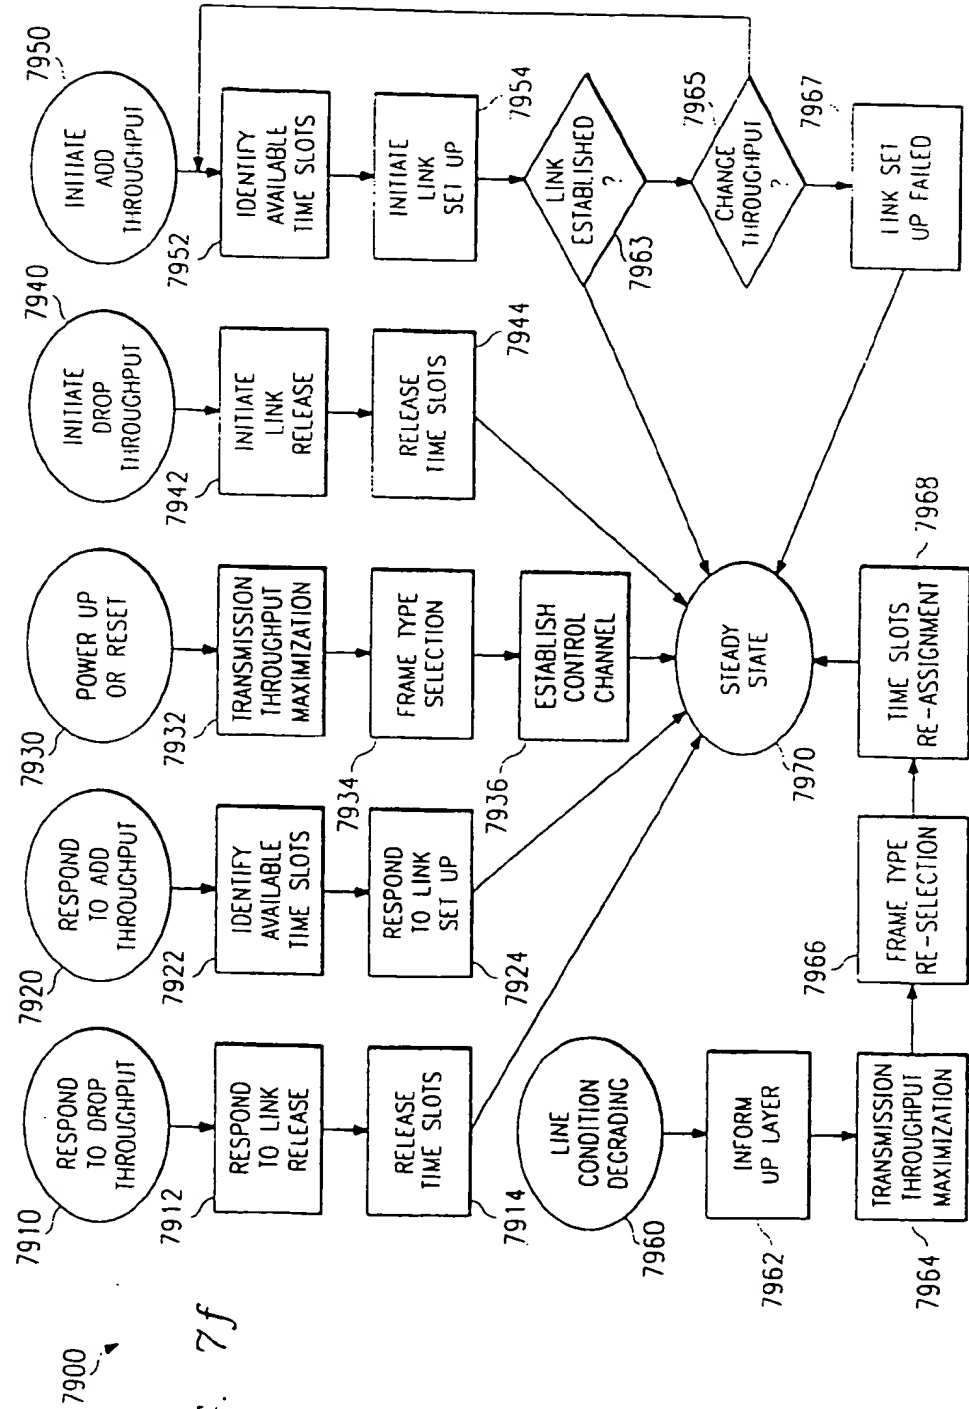 7910
RESPOND
TO DROP
THROUGHPUT
7920
RESPOND
TO ADD
THROUGHPUT
7930
POWER UP
OR RESET
7940
INITIATE
DROP
THROUGHPUT
7950
INITIATE
ADD
THROUGHPUT
7912
RESPOND
TO LINK
RELEASE
7922
IDENTIFY
AVAILABLE
TIME SLOTS
7932
TRANSMISSION
THROUGHPUT
MAXIMIZATION
7942
INITIATE
LINK
RELEASE
7952
IDENTIFY
AVAILABLE
TIME SLOTS
RELEASE
TIME SLOTS
7914
RESPOND
TO LINK
SET UP
7924
7934
FRAME TYPE
SELECTION
RELEASE
TIME SLOTS
7944
INITIATE
LINK
SET UP
7954
7936
ESTABLISH
CONTROL
CHANNEL
LINK
ESTABLISHED
?
7963
7960
LINE
CONDITION
DEGRADING
STEADY
STATE
7970
CHANGE
THROUGHPUT
?
7965
7962
INFORM
UP LAYER
7964
TRANSMISSION
THROUGHPUT
MAXIMIZATION
7966
FRAME TYPE
RE-SELECTION
TIME SLOTS
RE-ASSIGNMENT
7968
LINK SET
UP FAILED
7967
7900
7f